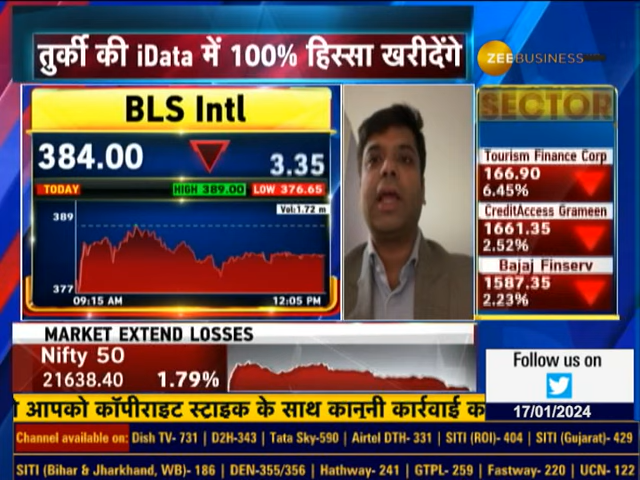 तुर्की की iData में 100% हिस्सा खरीदेंगे
ZEEBUSINESS
BLS Intl
384.00
3.35
TODAY
HIGH 389.00
LOW 376.65
Vol:1.72 m
389
377
09:15 AM
12:05 PM
SECTOR
Tourism Finance Corp
166.90
6.45%
CreditAccess Grameen
1661.35
2.52%
Bajaj Finserv
1587.35
2.23%
MARKET EXTEND LOSSES
Nifty 50
21638.40 1.79%
Follow us on
17/01/2024
आपको कॉपीराइट स्टाइक के साथ कानूनी कार्रवाई
Channel available on: Dish TV- 731 | D2H-343 | Tata Sky-590 | Airtel DTH- 331 | SITI (ROI)- 404 | SITI (Gujarat)- 429
SITI (Bihar & Jharkhand, WB)- 186 | DEN-355/356 | Hathway- 241 | GTPL- 259 | Fastway- 220 | UCN- 122